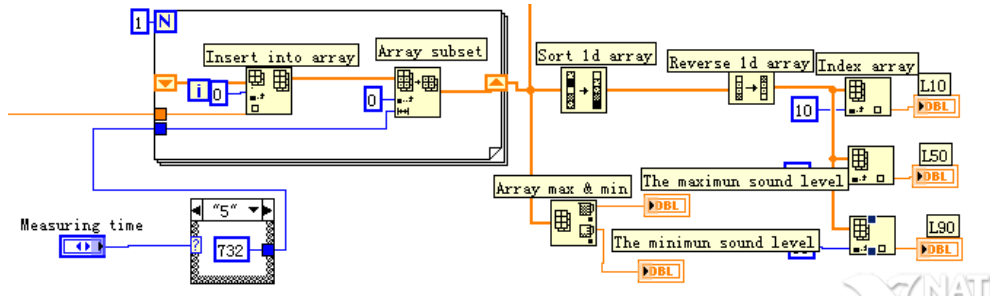 1 N
Insert into array
Array subset
Sort 1d array
Reverse 1d array
Index array
i
0
0
10
L10
DBL
L50
DBL
Array max & min
The maximun sound level
DBL
The minimun sound level
DBL
L90
DBL
Measuring time
"5"
?
732
NAT